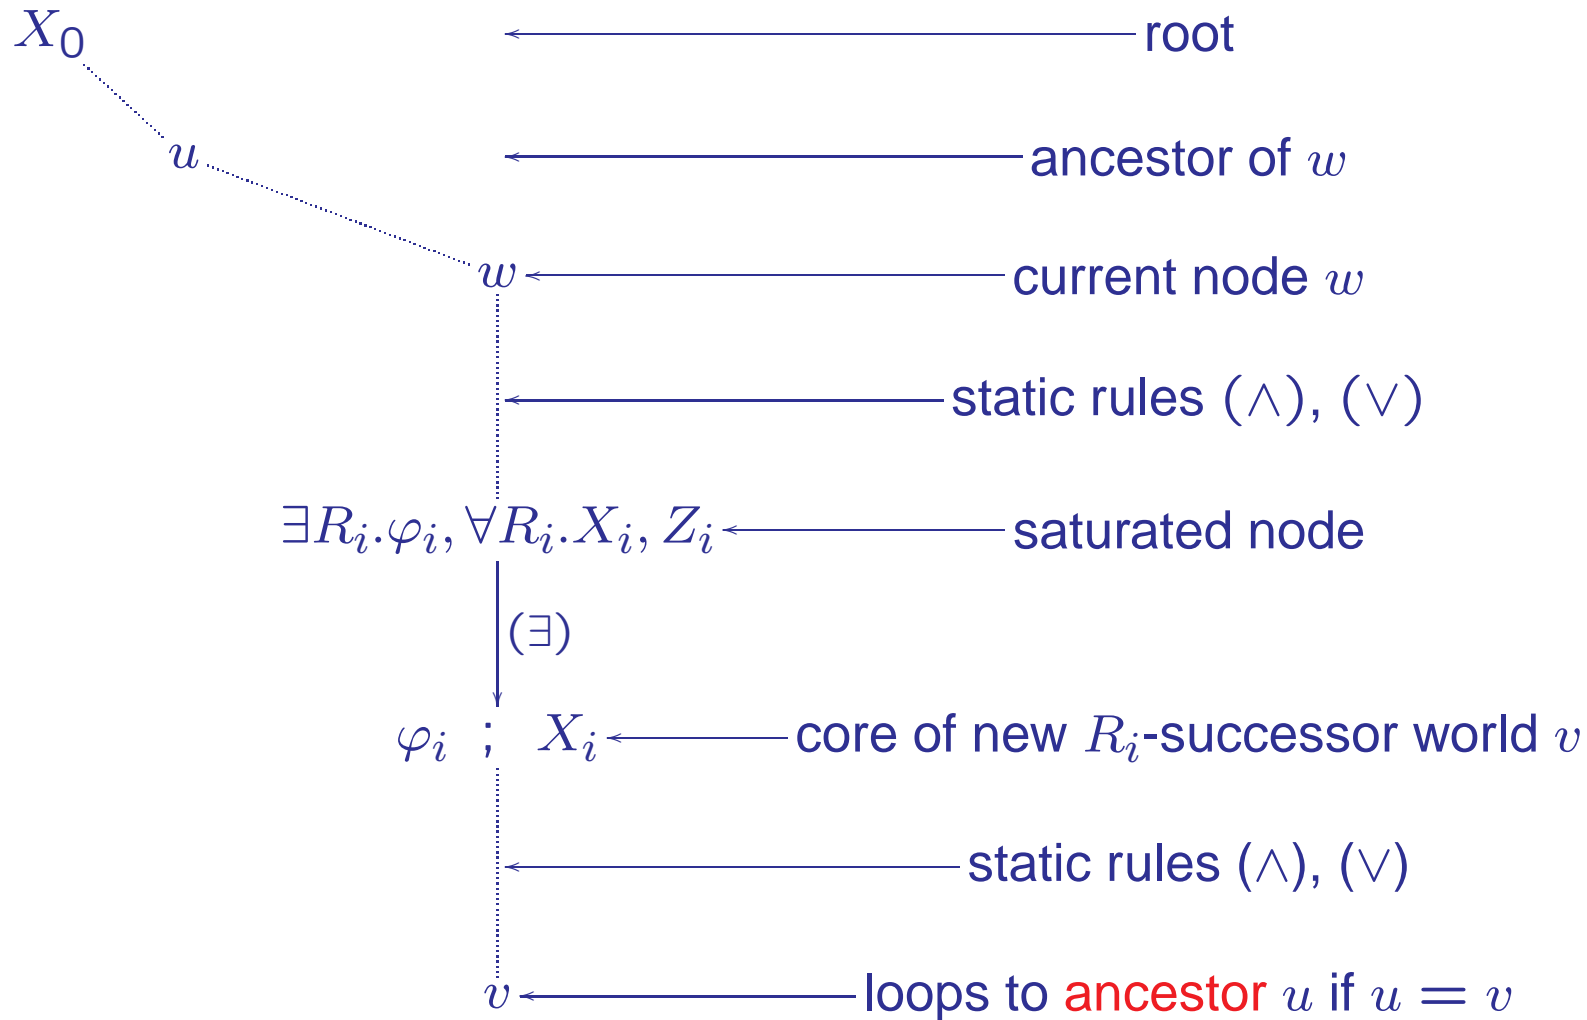 X₀ root
u ancestor of w
w current node w
static rules (∧), (∨)
∃Rᵢ.φᵢ, ∀Rᵢ.Xᵢ, Zᵢ saturated node
(∃)
φᵢ ; Xᵢ core of new Rᵢ-successor world v
static rules (∧), (∨)
v loops to ancestor u if u = v